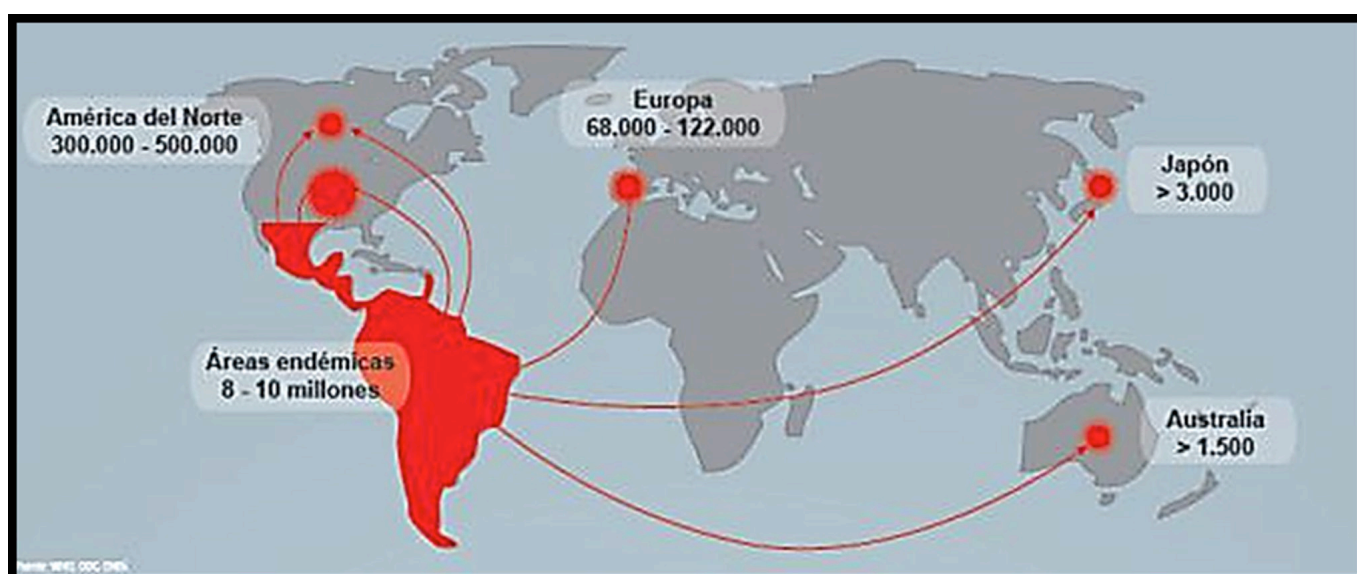 América del Norte
300.000 - 500.000
Europa
68.000 - 122.000
Japón
> 3.000
Áreas endémicas
8 - 10 millones
Australia
> 1.500